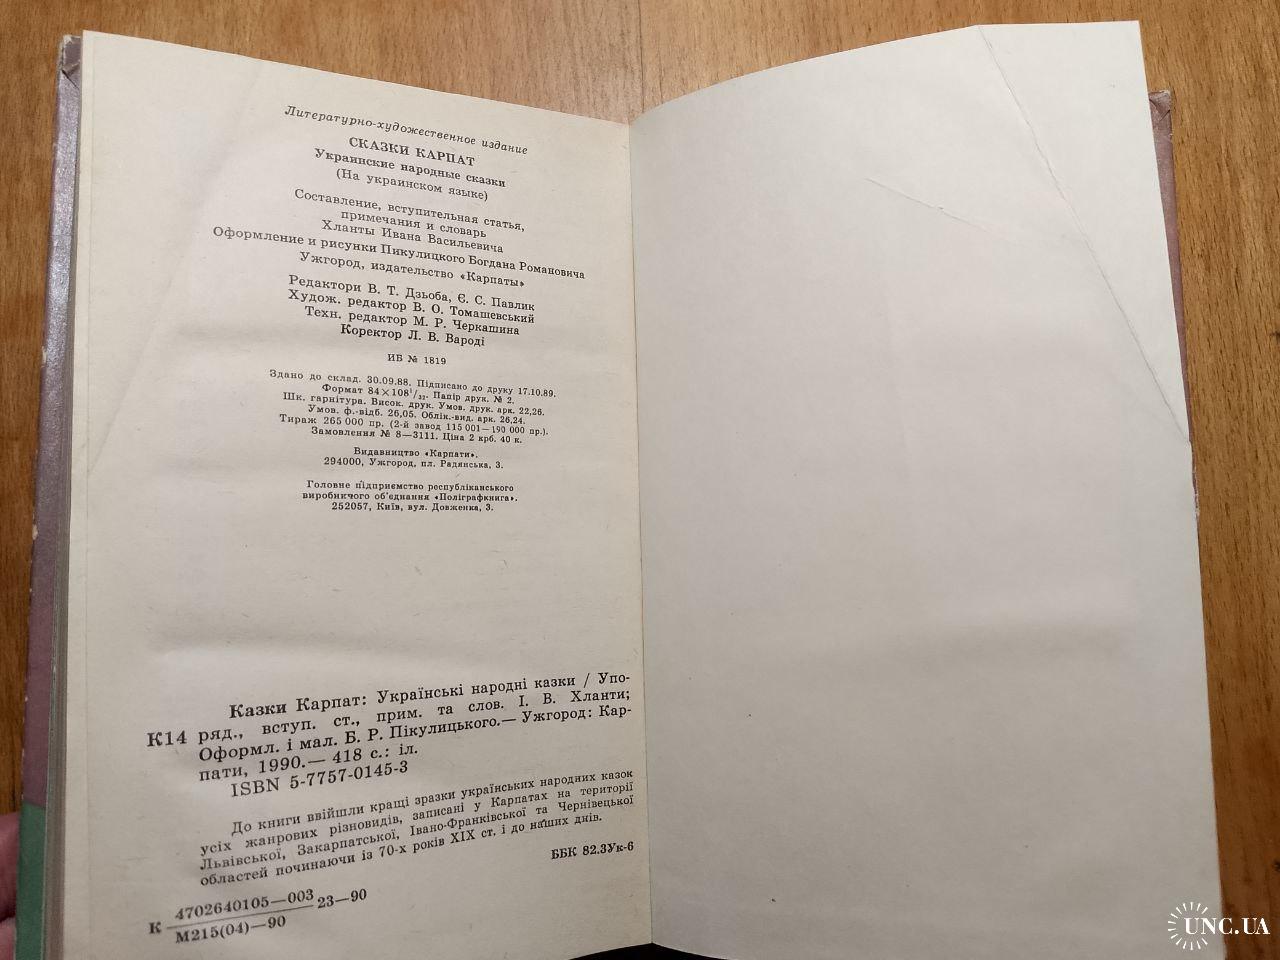 Литературно-художественное издание
СКАЗКИ КАРПАТ
Украинские народные сказки
(На украинском языке)
Составление, вступительная статья,
примечания и словарь
Хланты Ивана Васильевича
Оформление и рисунки Пикулицкого Богдана Романовича
Ужгород, издательство «Карпаты»
Редактори В. Т. Дзьоба, Є. С. Павлик
Худож. редактор В. О. Томашевський
Техн. редактор М. Р. Черкашина
Коректор Л. В. Вароді
ИБ № 1819
Здано до склад. 30.09.88. Підписано до друку 17.10.89.
Формат 84×108¹/₃₂. Папір друк. № 2.
Шк. гарнітура. Висок. друк. Умов. друк. арк. 22,26.
Умов. ф.-відб. 26,05. Облік.-вид. арк. 26,24.
Тираж 265 000 пр. (2-й завод 115 001—190 000 пр.).
Замовлення № 8—3111. Ціна 2 крб. 40 к.
Видавництво «Карпати».
294000, Ужгород, пл. Радянська, 3.
Головне підприємство республіканського
виробничого об'єднання «Поліграфкнига».
252057, Київ, вул. Довженка, 3.
Казки Карпат: Українські народні казки / Упо-
К14 ряд., вступ. ст., прим. та слов. І. В. Хланти;
Оформл. і мал. Б. Р. Пікулицького.— Ужгород: Кар-
пати, 1990.— 418 с.: іл.
ISBN 5-7757-0145-3
До книги ввійшли кращі зразки українських народних казок
усіх жанрових різновидів, записані у Карпатах на території
Львівської, Закарпатської, Івано-Франківської та Чернівецької
областей починаючи із 70-х років XIX ст. і до наших днів.
К 4702640105—003 23—90
М215(04)—90
ББК 82.3Ук-6
UNC.UA